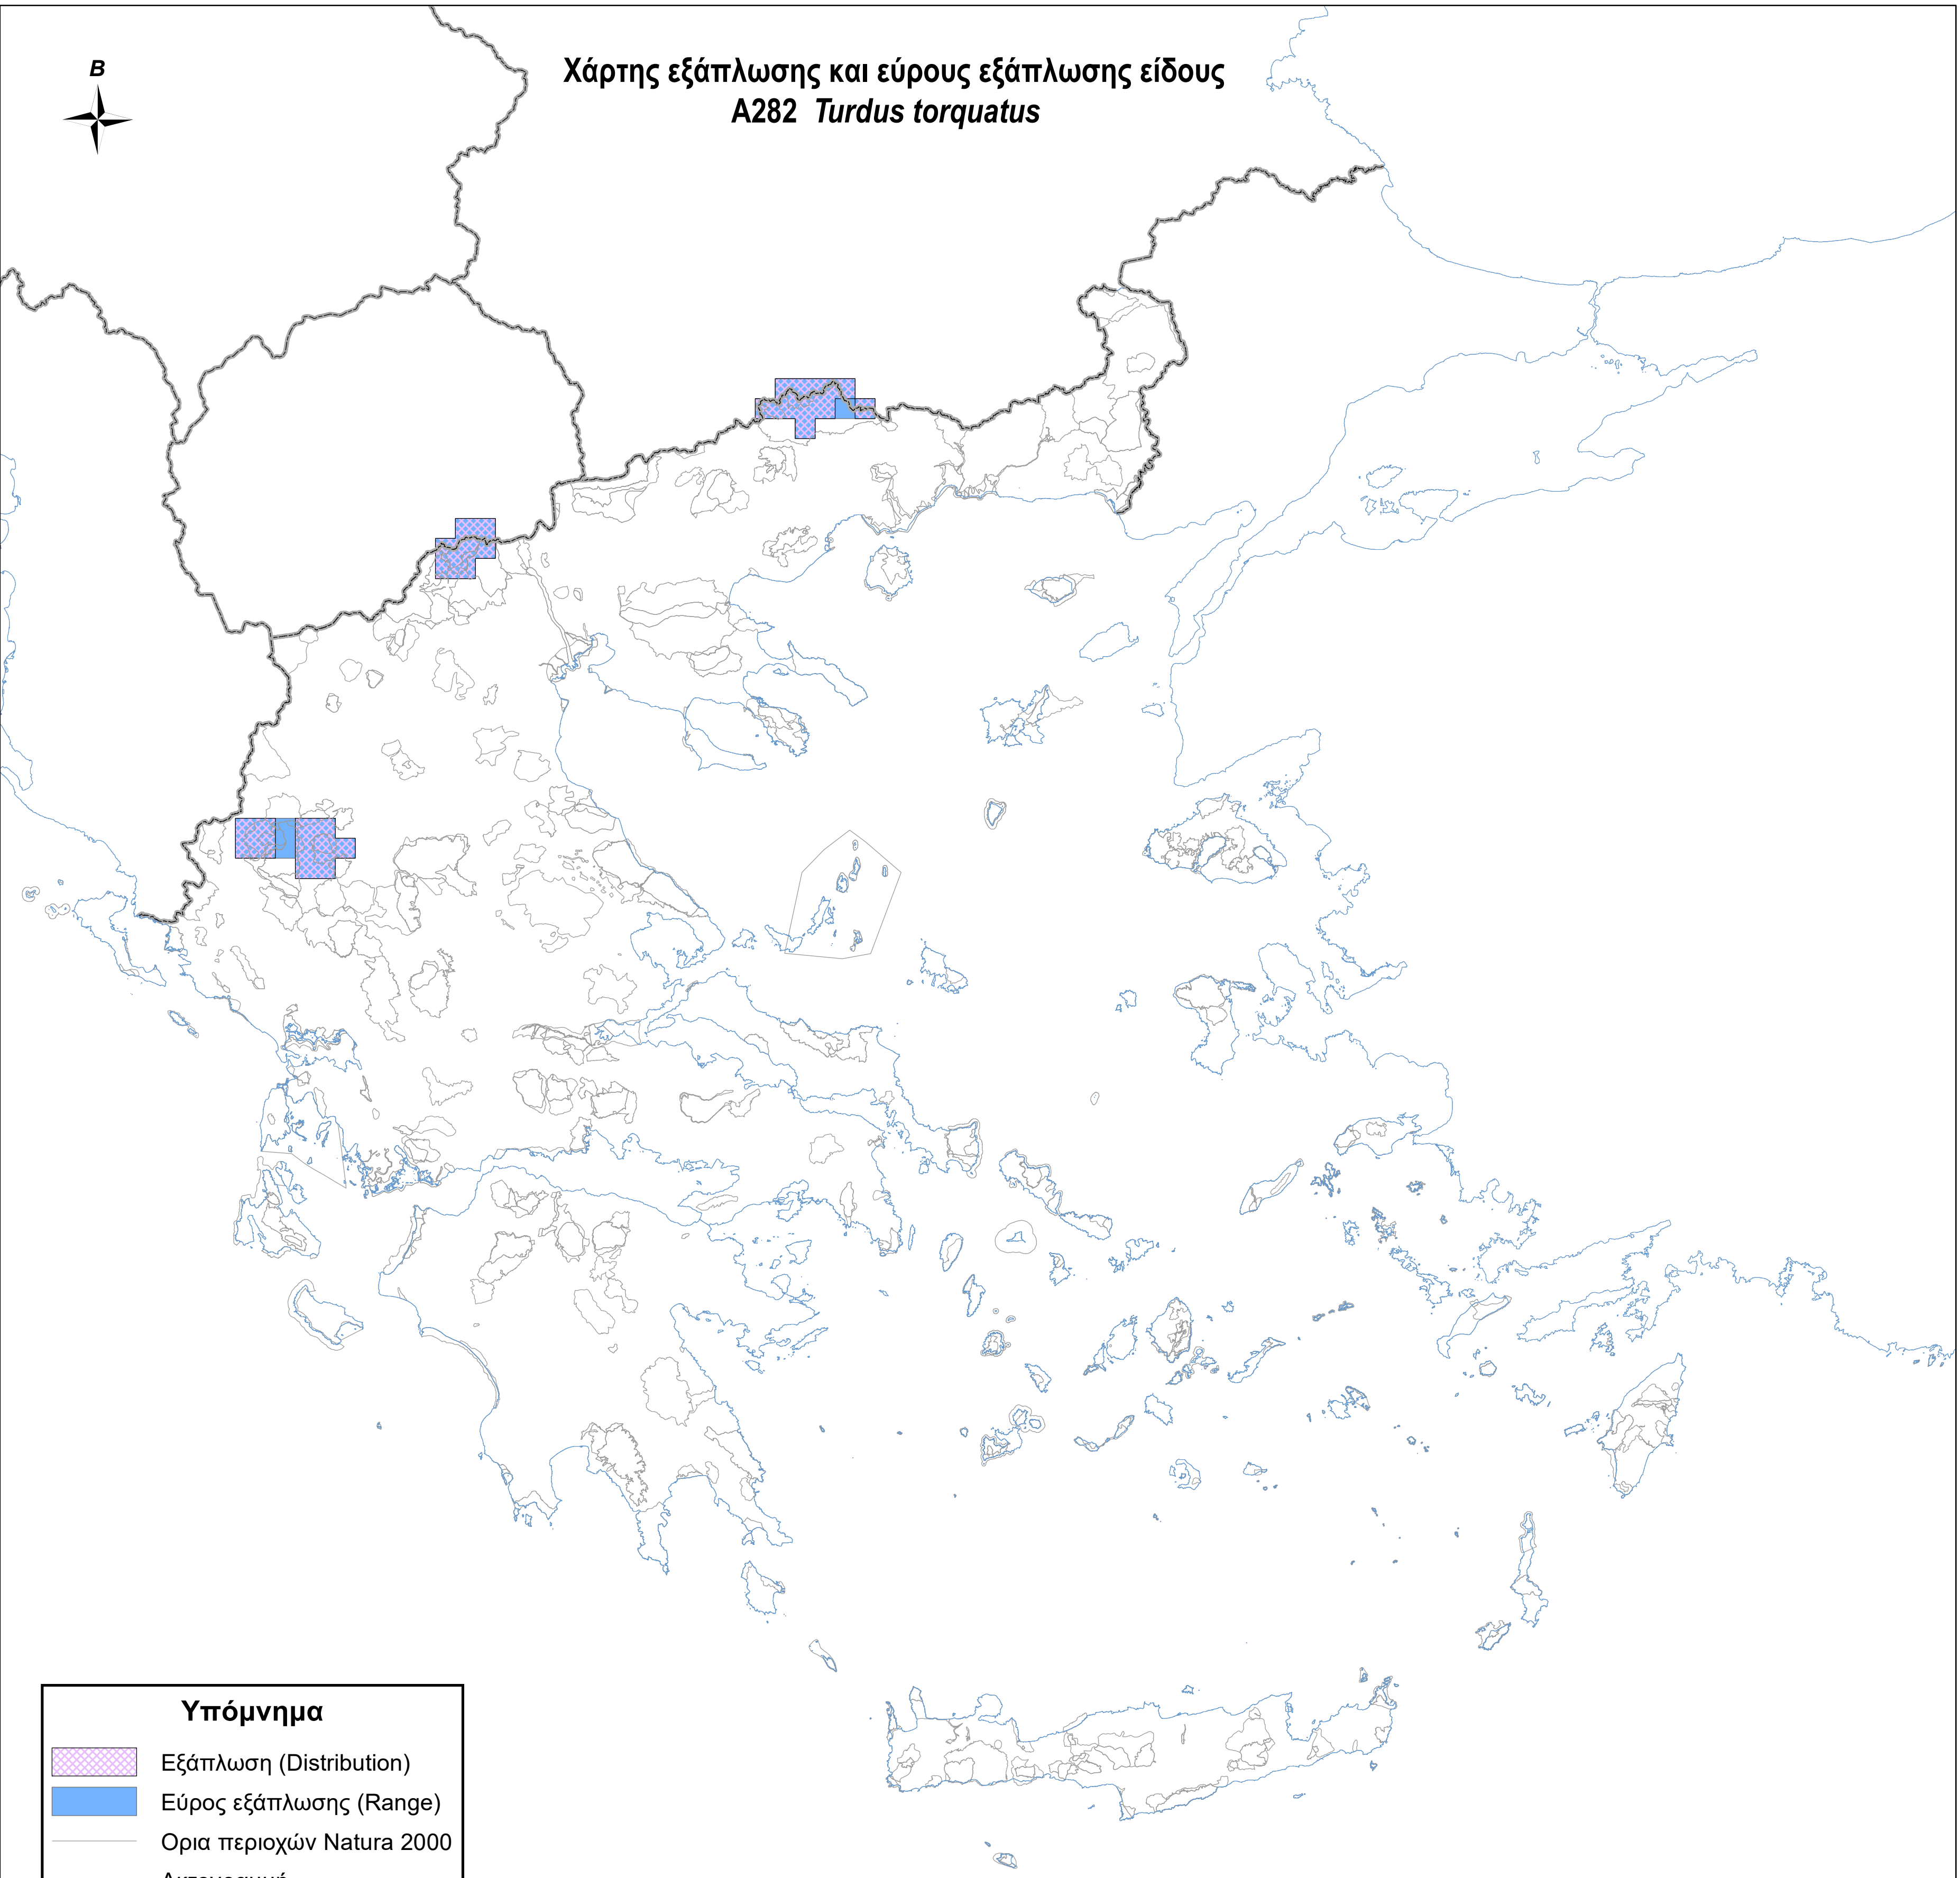 Β
Χάρτης εξάπλωσης και εύρους εξάπλωσης είδους
A282 Turdus torquatus
Υπόμνημα
Εξάπλωση (Distribution)
Εύρος εξάπλωσης (Range)
Ορια περιοχών Natura 2000